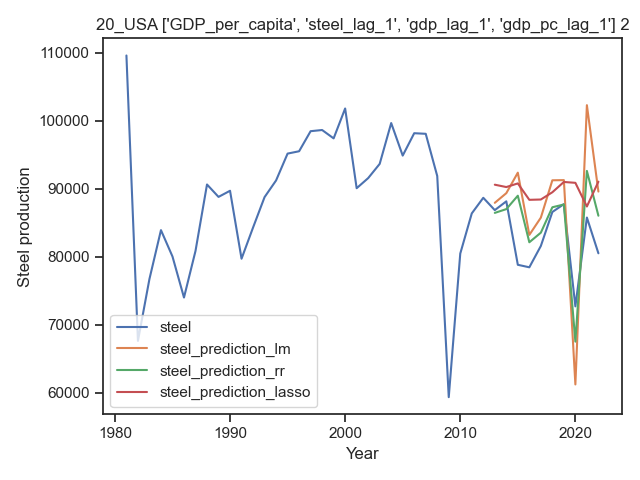 20_USA ['GDP_per_capita', 'steel_lag_1', 'gdp_lag_1', 'gdp_pc_lag_1'] 2
110000
100000
90000
80000
70000
60000
Steel production
steel
steel_prediction_lm
steel_prediction_rr
steel_prediction_lasso
1980
1990
2000
2010
2020
Year